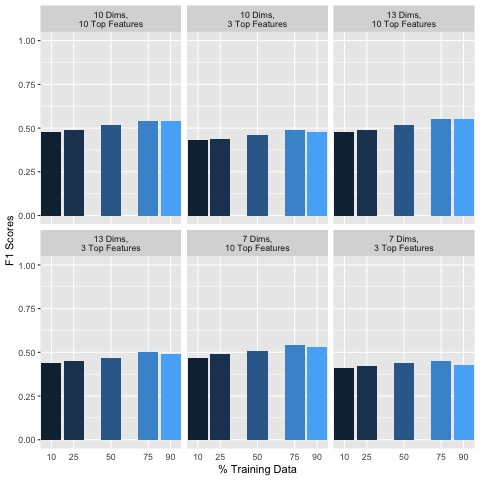 10 Dims,
10 Top Features
10 Dims,
3 Top Features
13 Dims,
10 Top Features
1.00
0.75
0.50
0.25
0.00
13 Dims,
3 Top Features
7 Dims,
10 Top Features
7 Dims,
3 Top Features
1.00
0.75
0.50
0.25
0.00
F1 Scores
10 25 50 75 90
10 25 50 75 90
10 25 50 75 90
% Training Data